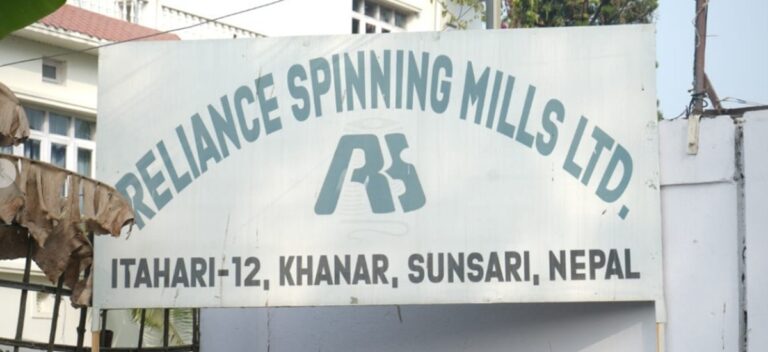 RELIANCE SPINNING MILLS LTD.
RS
ITAHARI-12, KHANAR, SUNSARI, NEPAL